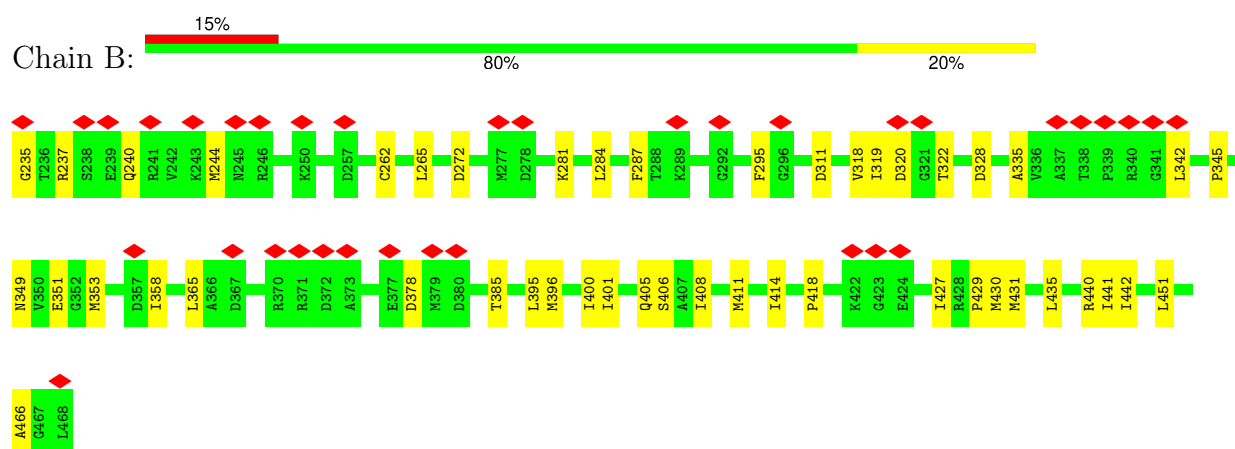 15%
Chain B:
80% 20%
G235 T236 R237 S238 E239 Q240 R241 V242 K243 M244 N245 R246 K250 D257 C262 L265 D272 M277 D278 K281 L284 F287 T288 K289 G292 F295 G296 D311 V318 I319 D320 G321 T322 D328 A335 V336 A337 T338 P339 R340 G341 L342 P345
N349 V350 E351 G352 M353 D357 I358 L365 A366 D367 R370 R371 D372 A373 E377 D378 M379 D380 T385 L395 M396 I400 I401 Q405 S406 A407 I408 M411 I414 P418 K422 G423 E424 I427 R428 P429 M430 M431 L435 R440 I441 I442 L451
A466 G467 L468